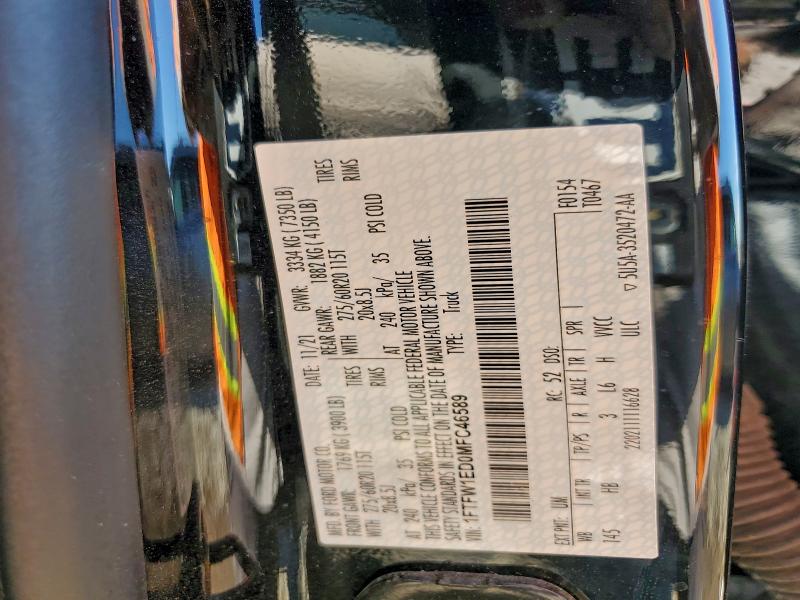 MFD. BY FORD MOTOR CO. DATE: 11/21 GVWR: 3334 KG ( 7350 LB)
FRONT GAWR: 1769 KG ( 3900 LB) REAR GAWR: 1882 KG ( 4150 LB)
WITH 275/60R20 115T TIRES WITH 275/60R20 115T TIRES
20x8.5J RIMS 20x8.5J RIMS
AT 240 kPa/ 35 PSI COLD AT 240 kPa/ 35 PSI COLD
THIS VEHICLE CONFORMS TO ALL APPLICABLE FEDERAL MOTOR VEHICLE
SAFETY STANDARDS IN EFFECT ON THE DATE OF MANUFACTURE SHOWN ABOVE.
VIN: 1FTFW1ED0MFC46589 TYPE: Truck
EXT PNT: UM RC: 52 DSO: F0154
WB INT TR TP/PS R AXLE TR SPR T0467
145 HB 3 L6 H VVCC
2202111116628 ULC ▽ 5U5A-3520472-AA